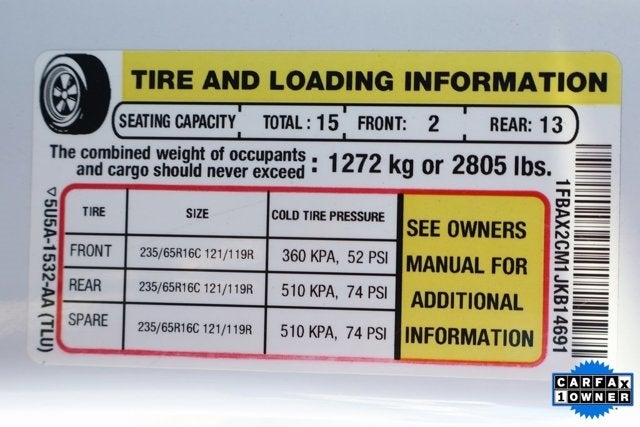 TIRE AND LOADING INFORMATION
SEATING CAPACITY TOTAL : 15 FRONT: 2 REAR: 13
The combined weight of occupants
and cargo should never exceed : 1272 kg or 2805 lbs.
TIRE SIZE COLD TIRE PRESSURE
FRONT 235/65R16C 121/119R 360 KPA, 52 PSI
REAR 235/65R16C 121/119R 510 KPA, 74 PSI
SPARE 235/65R16C 121/119R 510 KPA, 74 PSI
SEE OWNERS
MANUAL FOR
ADDITIONAL
INFORMATION
▽5U5A-1532-AA (TLU)
1FBAX2CM1JKB14691
CARFAX
1 OWNER